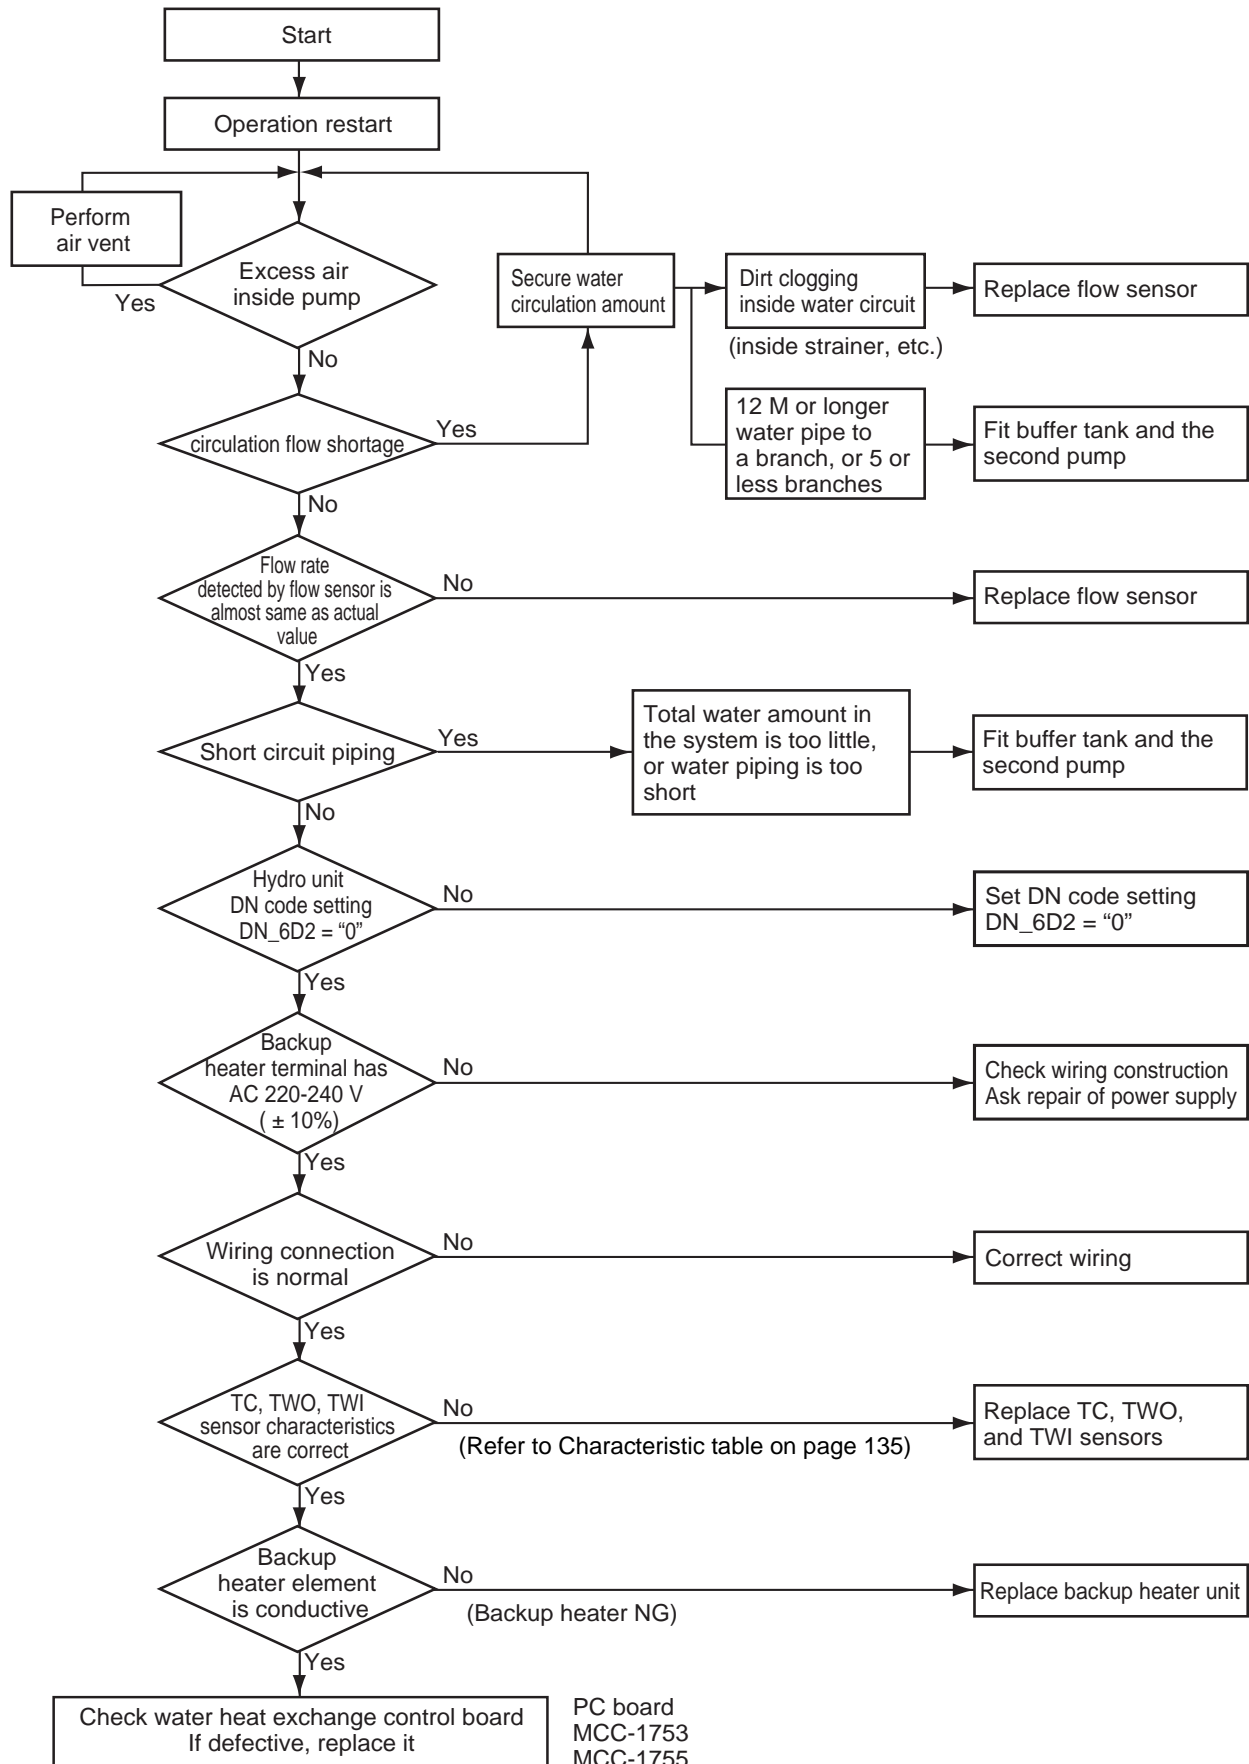 Start
Operation restart
Perform
air vent
Excess air
inside pump
Yes
No
Secure water
circulation amount
Dirt clogging
inside water circuit
(inside strainer, etc.)
Replace flow sensor
12 M or longer
water pipe to
a branch, or 5 or
less branches
Fit buffer tank and the
second pump
circulation flow shortage
Yes
No
Flow rate
detected by flow sensor is
almost same as actual
value
No
Replace flow sensor
Yes
Short circuit piping
Yes
Total water amount in
the system is too little,
or water piping is too
short
Fit buffer tank and the
second pump
No
Hydro unit
DN code setting
DN_6D2 = “0”
No
Set DN code setting
DN_6D2 = “0”
Yes
Backup
heater terminal has
AC 220-240 V
( ± 10%)
No
Check wiring construction
Ask repair of power supply
Yes
Wiring connection
is normal
No
Correct wiring
Yes
TC, TWO, TWI
sensor characteristics
are correct
No
(Refer to Characteristic table on page 135)
Replace TC, TWO,
and TWI sensors
Yes
Backup
heater element
is conductive
No
(Backup heater NG)
Replace backup heater unit
Yes
Check water heat exchange control board
If defective, replace it
PC board
MCC-1753
MCC-1755